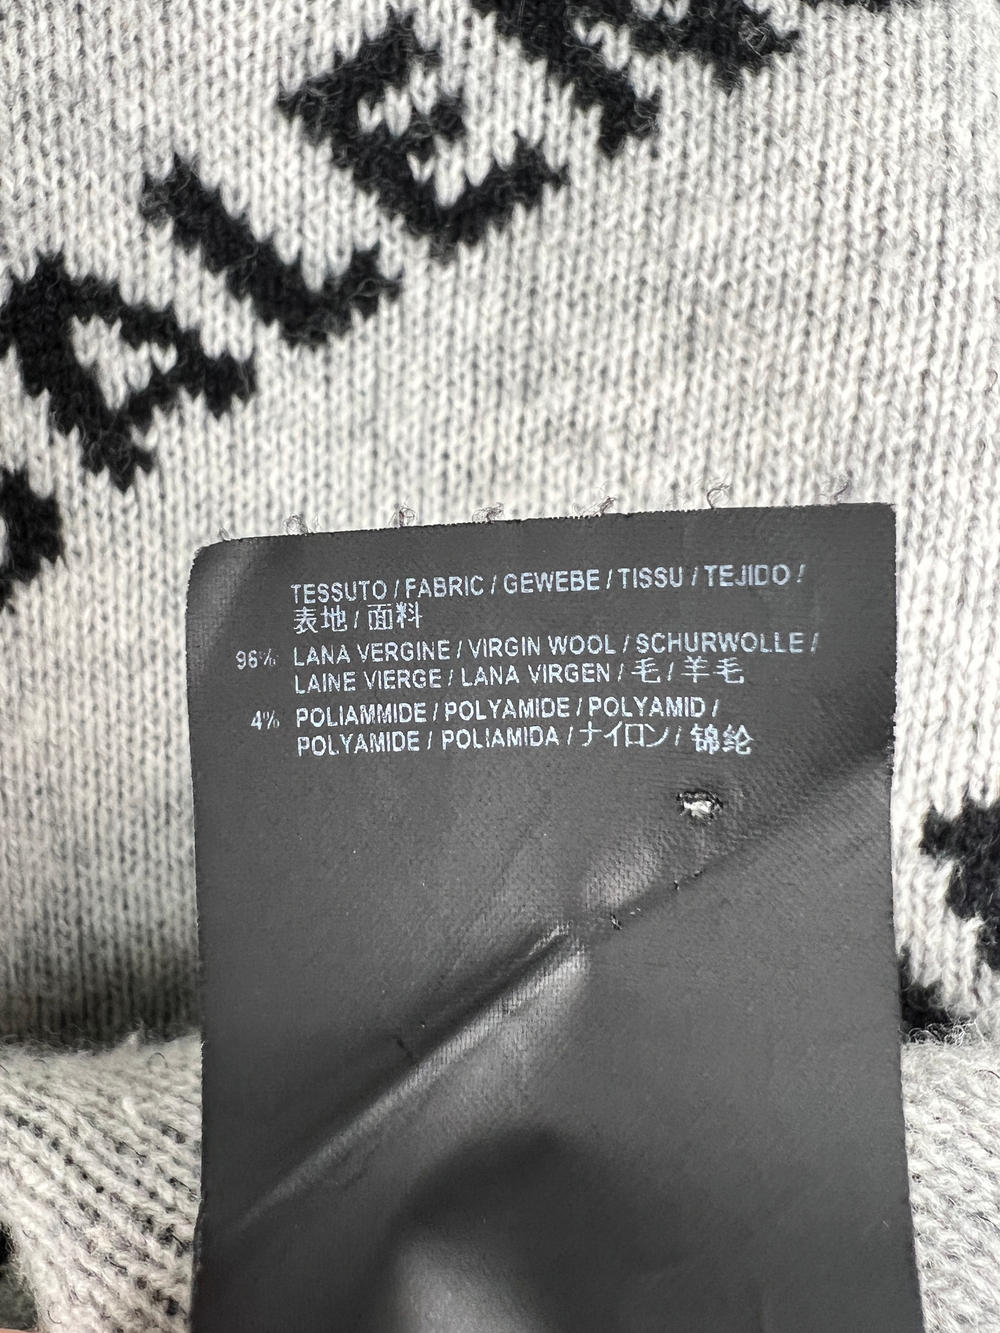 ALEN
TESSUTO / FABRIC / GEWEBE / TISSU / TEJIDO /
表地 / 面料
96% LANA VERGINE / VIRGIN WOOL / SCHURWOLLE /
LAINE VIERGE / LANA VIRGEN / 毛 / 羊毛
4% POLIAMMIDE / POLYAMIDE / POLYAMID /
POLYAMIDE / POLIAMIDA / ナイロン / 锦纶